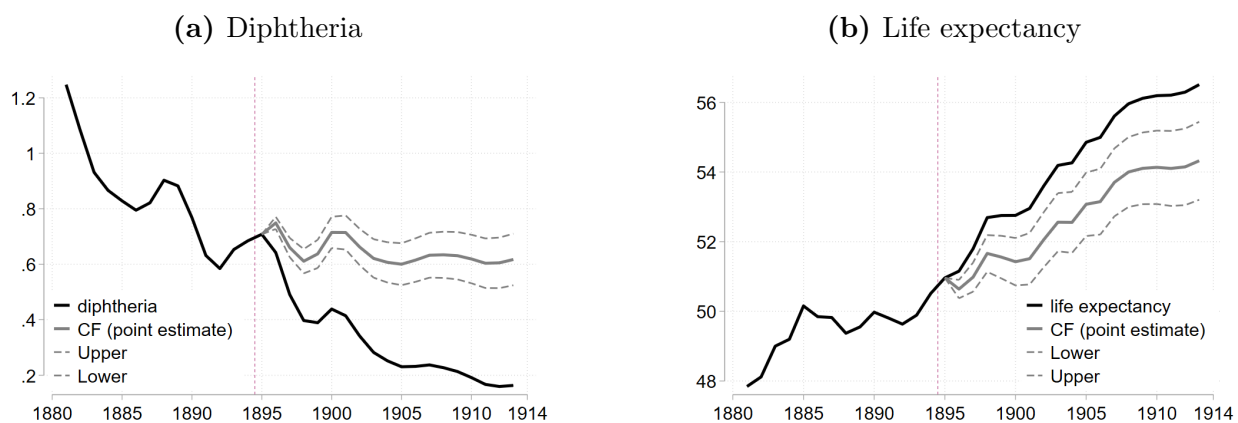 (a) Diphtheria
1.2
1
.8
.6
.4
.2
diphtheria
CF (point estimate)
Upper
Lower
1880 1885 1890 1895 1900 1905 1910 1914
(b) Life expectancy
56
54
52
50
48
life expectancy
CF (point estimate)
Lower
Upper
1880 1885 1890 1895 1900 1905 1910 1914